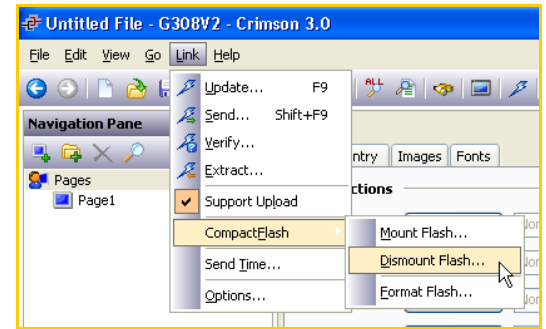 Untitled File - G308V2 - Crimson 3.0
File Edit View Go Link Help
ALL
Navigation Pane
Pages
Page1
Update... F9
Send... Shift+F9
Verify...
Extract...
Support Upload
CompactFlash
Send Time...
Options...
ntry Images Fonts
ctions
Mount Flash...
Dismount Flash...
Format Flash...